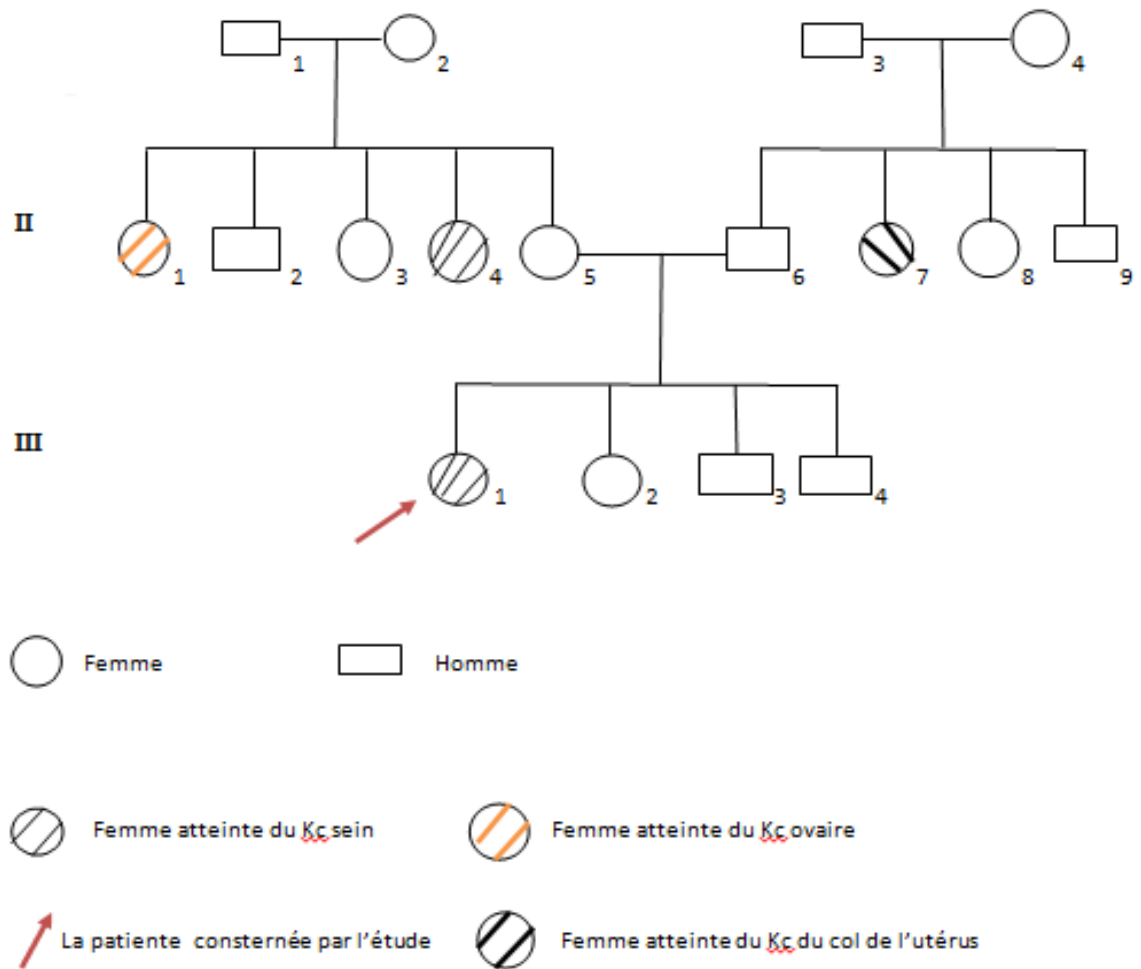 1 2 3 4
II
1 2 3 4 5 6 7 8 9
III
1 2 3 4
Femme Homme
Femme atteinte du Kc sein Femme atteinte du Kc ovaire
La patiente consternée par l'étude Femme atteinte du Kc du col de l'utérus